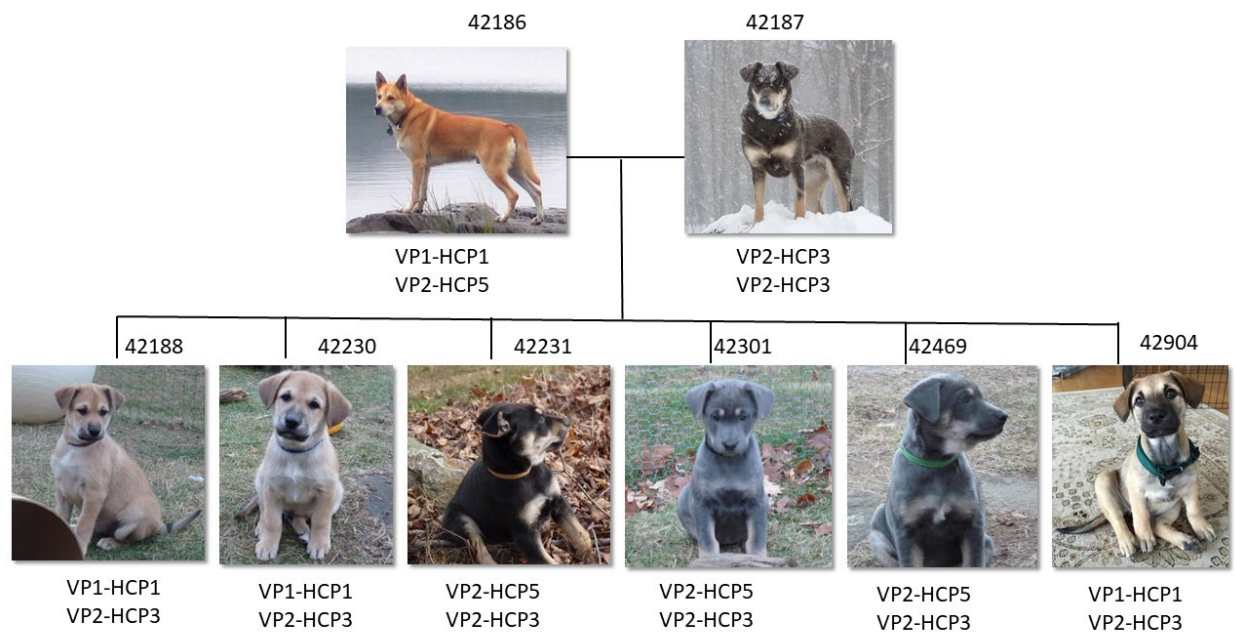 42186
42187
VP1-HCP1
VP2-HCP5
VP2-HCP3
VP2-HCP3
42188
42230
42231
42301
42469
42904
VP1-HCP1
VP2-HCP3
VP1-HCP1
VP2-HCP3
VP2-HCP5
VP2-HCP3
VP2-HCP5
VP2-HCP3
VP2-HCP5
VP2-HCP3
VP1-HCP1
VP2-HCP3